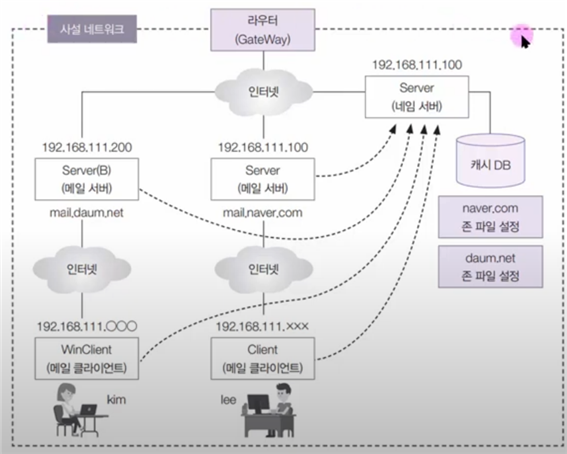 사설 네트워크
라우터
(GateWay)
인터넷
192.168.111.100
Server
(네임 서버)
캐시 DB
naver.com
존 파일 설정
daum.net
존 파일 설정
192.168.111.200
Server(B)
(메일 서버)
mail.daum.net
192.168.111.100
Server
(메일 서버)
mail.naver.com
인터넷
인터넷
192.168.111.○○○
WinClient
(메일 클라이언트)
kim
192.168.111.×××
Client
(메일 클라이언트)
lee